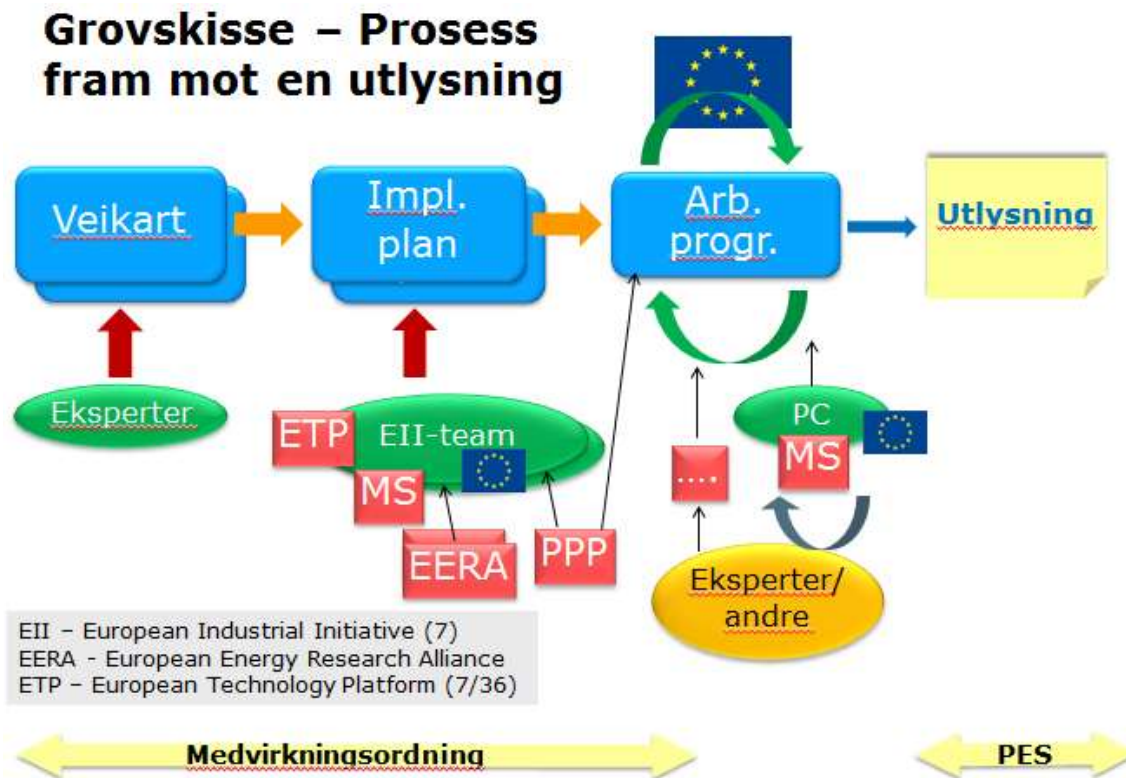 Grovskisse – Prosess
fram mot en utlysning
Veikart
Impl.
plan
Arb.
progr.
Utlysning
Eksperter
ETP
EII-team
MS
EERA
PPP
....
PC
MS
Eksperter/
andre
EII – European Industrial Initiative (7)
EERA - European Energy Research Alliance
ETP – European Technology Platform (7/36)
Medvirkningsordning
PES